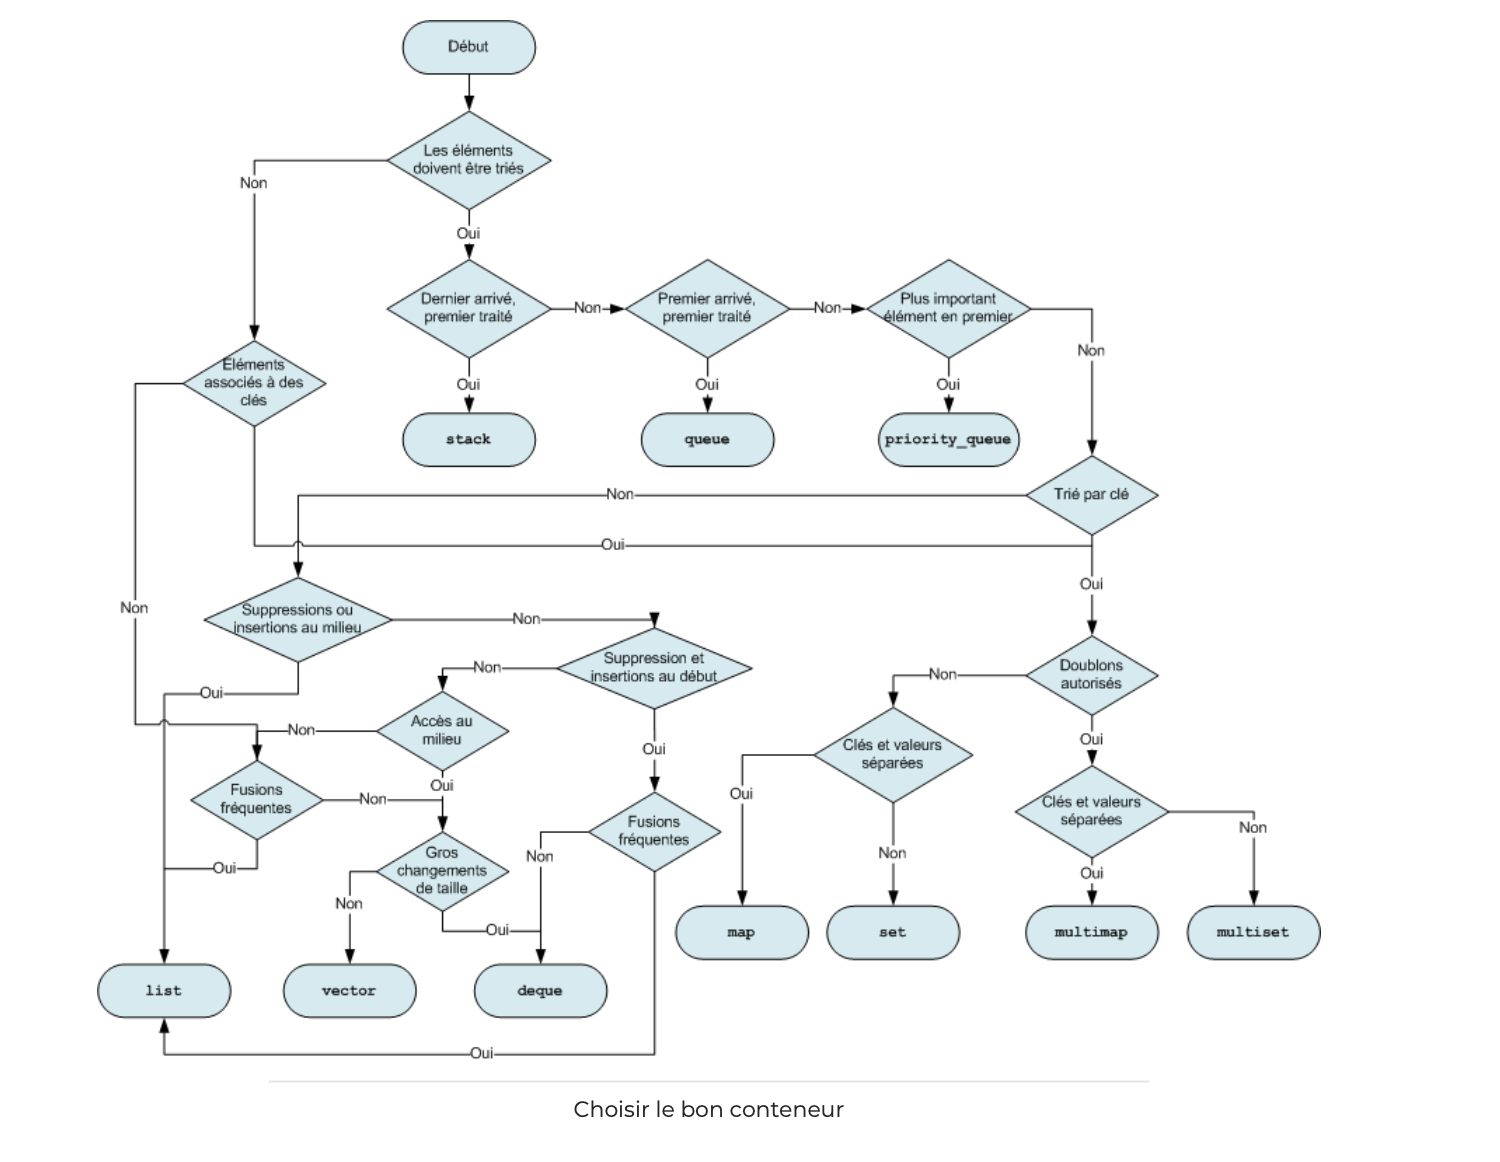 Début
Les éléments
doivent être triés
Non
Oui
Dernier arrivé,
premier traité
Non
Premier arrivé,
premier traité
Non
Plus important
élément en premier
Non
Eléments
associés à des
clés
Oui
Oui
Oui
stack
queue
priority_queue
Non
Trié par clé
Oui
Oui
Non
Suppressions ou
insertions au milieu
Non
Suppression et
insertions au début
Non
Doublons
autorisés
Non
Oui
Accès au
milieu
Non
Oui
Oui
Clés et valeurs
séparées
Oui
Fusions
fréquentes
Non
Oui
Clés et valeurs
séparées
Non
Fusions
fréquentes
Non
Gros
changements
de taille
Oui
Non
Non
Oui
Oui
map
set
multimap
multiset
list
vector
deque
Oui
Choisir le bon conteneur